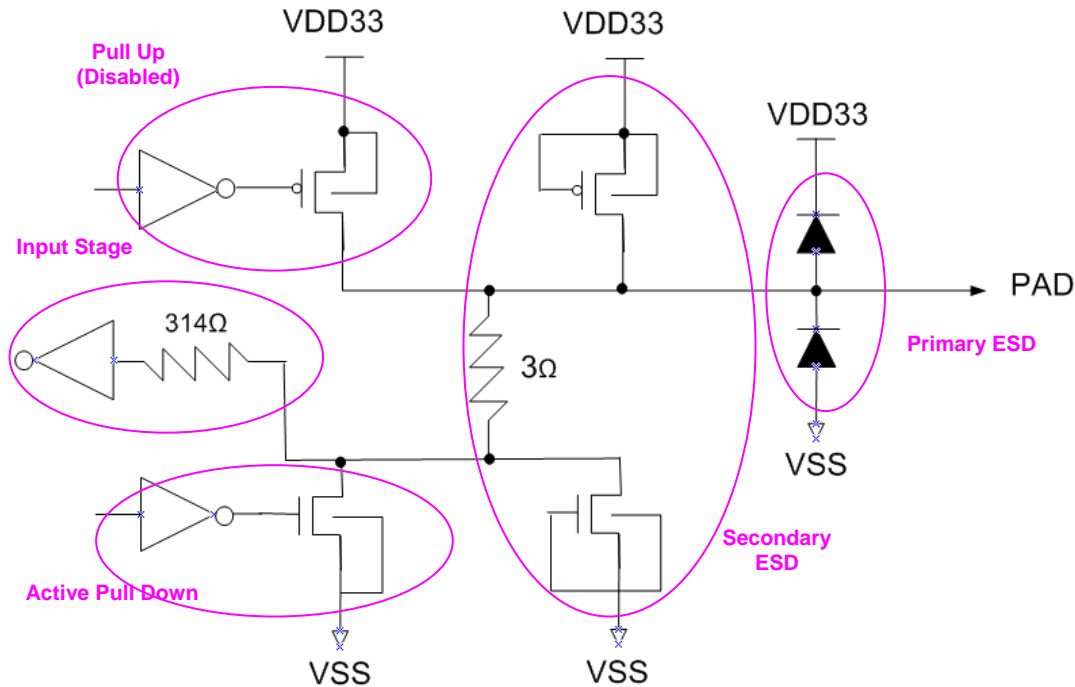 VDD33
VDD33
Pull Up
(Disabled)
VDD33
Input Stage
PAD
314Ω
Primary ESD
3Ω
VSS
Secondary
ESD
Active Pull Down
VSS
VSS